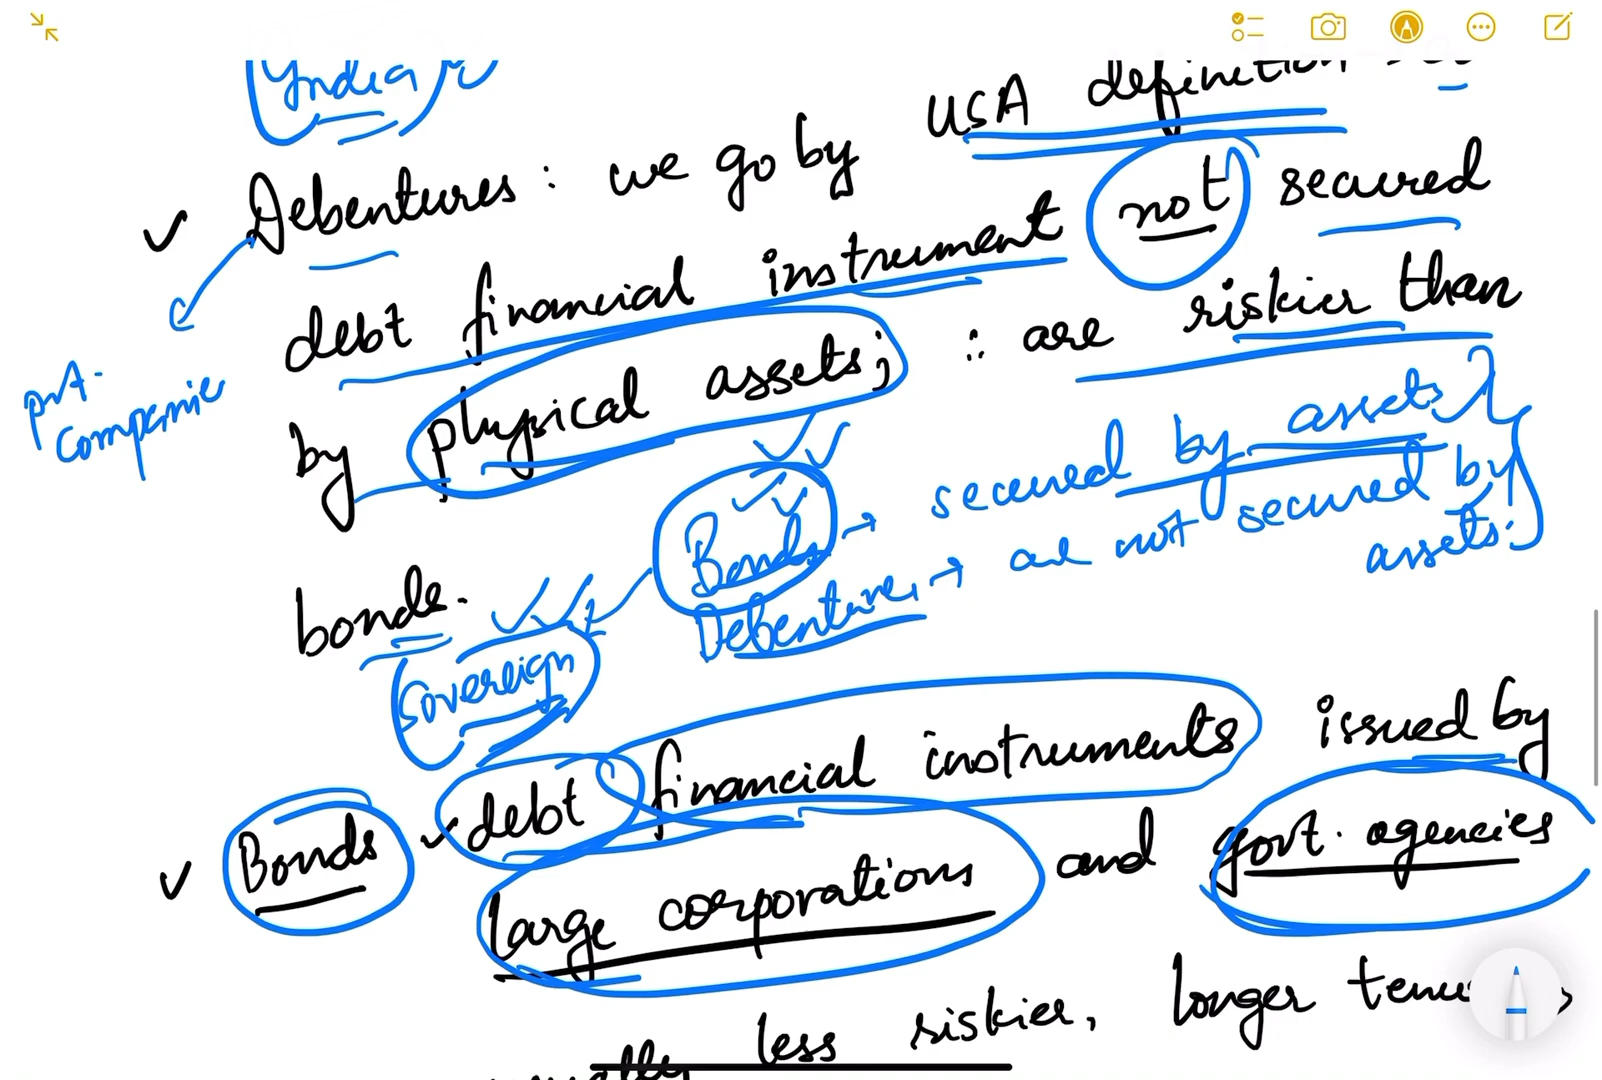 India
Debentures : we go by USA definition
debt financial instrument not secured
by physical assets; ∴ are riskier than
bonds.
pvt.
Companie
Bonds → secured by assets
Debentures → are not secured by
assets.
Sovereign
Bonds debt financial instruments issued by
large corporations and govt. agencies
less riskier, longer